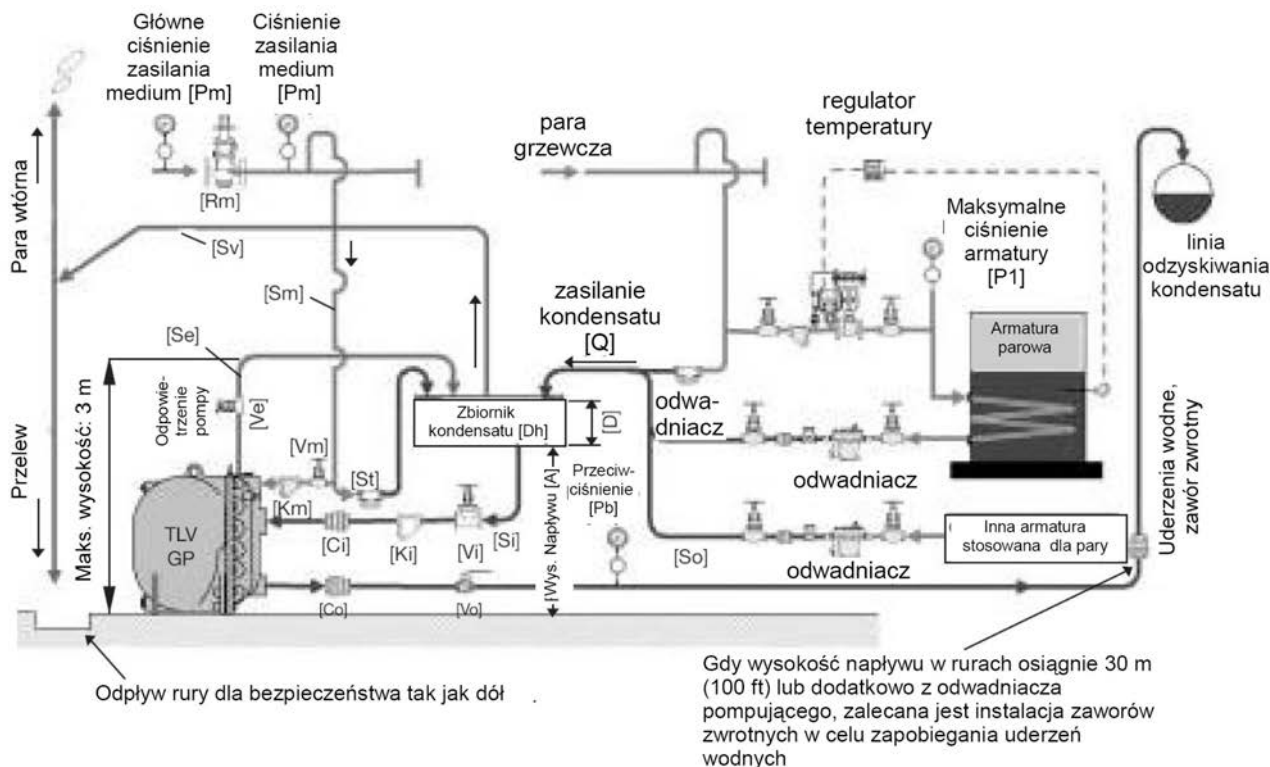 Główne
ciśnienie
zasilania
medium [Pm]
Ciśnienie
zasilania
medium
[Pm]
para
grzewcza
regulator
temperatury
[Rm]
Para wtórna
[Sv]
[Sm]
Maksymalne
ciśnienie
armatury
[P1]
linia
odzyskiwania
kondensatu
zasilanie
kondensatu
[Q]
Armatura
parowa
[Se]
Maks. wysokość: 3 m
Odpowie-
trzenie
pompy
[Ve]
Zbiornik
kondensatu [Dh]
[D]
odwa-
dniacz
Uderzenia wodne,
zawór zwrotny
Przelew
[Vm]
[St]
[Km]
Przeciw-
ciśnienie
[Pb]
[Wys. Napływu [A]
odwadniacz
TLV
GP
[Ci]
[Ki]
[Vi]
[Si]
[So]
Inna armatura
stosowana dla pary
odwadniacz
[Co]
[Vo]
Odpływ rury dla bezpieczeństwa tak jak dół .
Gdy wysokość napływu w rurach osiągnie 30 m
(100 ft) lub dodatkowo z odwadniacza
pompującego, zalecana jest instalacja zaworów
zwrotnych w celu zapobiegania uderzeń
wodnych